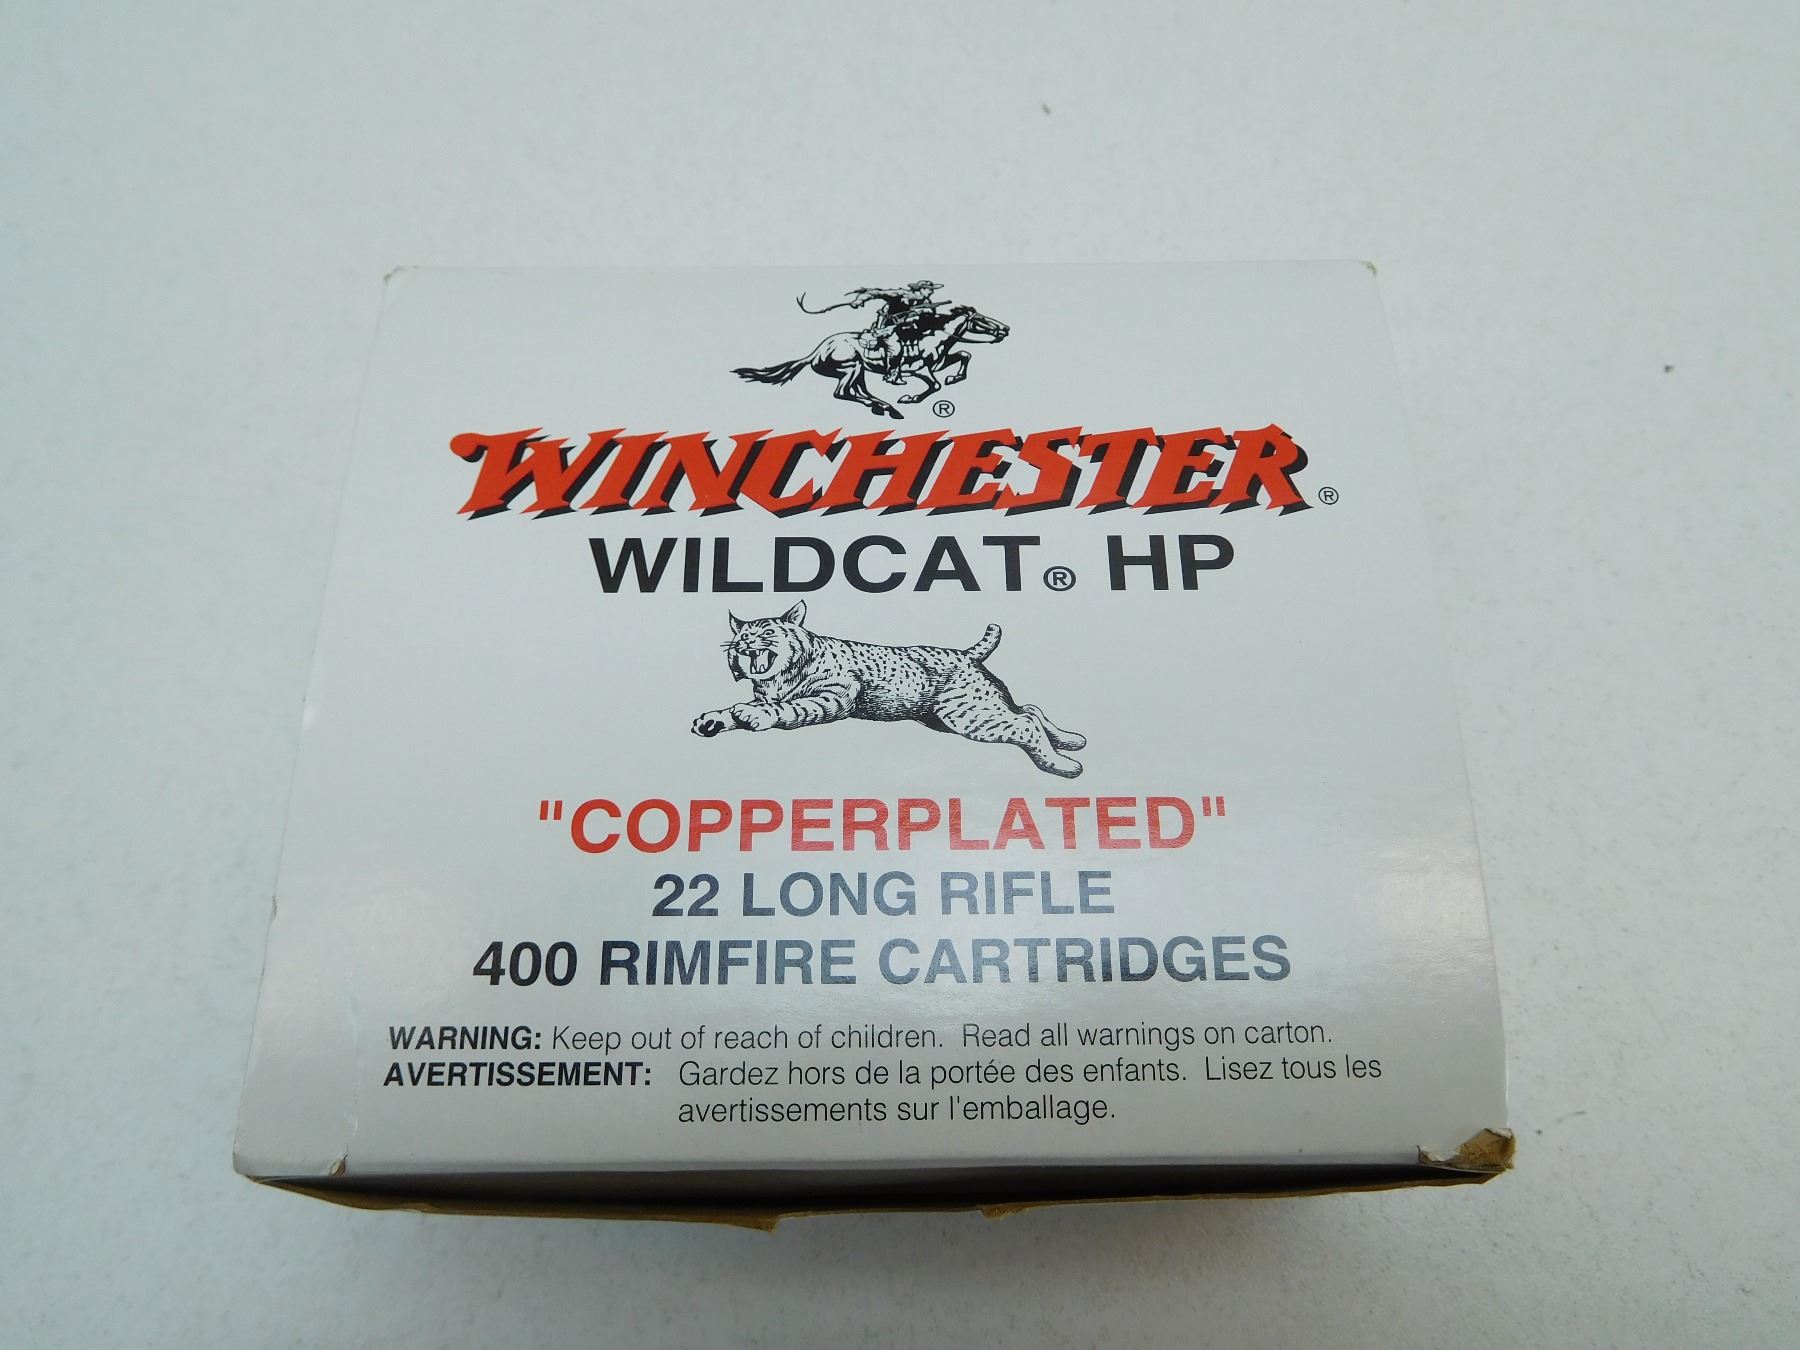 ®
WINCHESTER®
WILDCAT® HP
"COPPERPLATED"
22 LONG RIFLE
400 RIMFIRE CARTRIDGES
WARNING: Keep out of reach of children. Read all warnings on carton.
AVERTISSEMENT: Gardez hors de la portée des enfants. Lisez tous les
avertissements sur l'emballage.